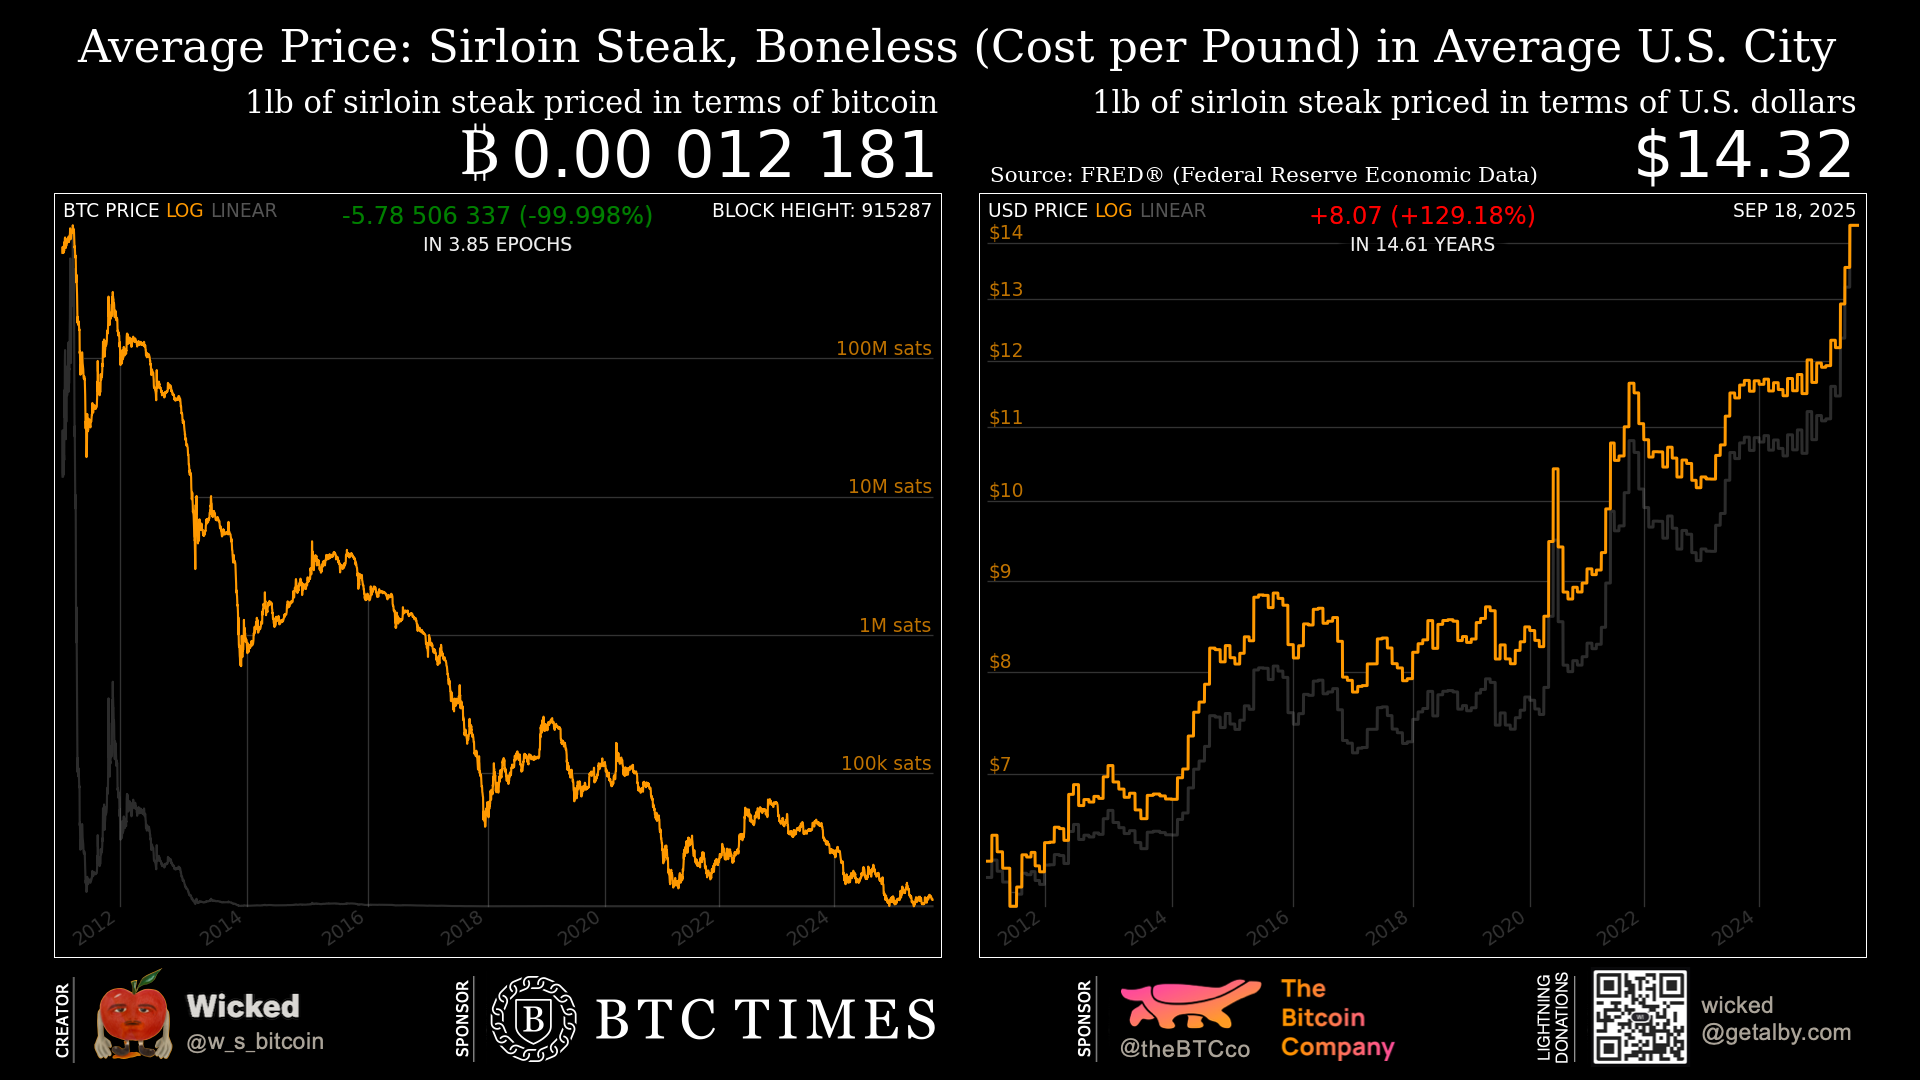 Average Price: Sirloin Steak, Boneless (Cost per Pound) in Average U.S. City
1lb of sirloin steak priced in terms of bitcoin
₿ 0.00 012 181
BTC PRICE LOG LINEAR
-5.78 506 337 (-99.998%)
IN 3.85 EPOCHS
BLOCK HEIGHT: 915287
100M sats
10M sats
1M sats
100k sats
2012 2014 2016 2018 2020 2022 2024
1lb of sirloin steak priced in terms of U.S. dollars
Source: FRED® (Federal Reserve Economic Data)
$14.32
USD PRICE LOG LINEAR
+8.07 (+129.18%)
IN 14.61 YEARS
SEP 18, 2025
$14
$13
$12
$11
$10
$9
$8
$7
2012 2014 2016 2018 2020 2022 2024
CREATOR
Wicked
@w_s_bitcoin
SPONSOR
B
BTC TIMES
SPONSOR
@theBTCco
The
Bitcoin
Company
LIGHTNING
DONATIONS
wicked
@getalby.com